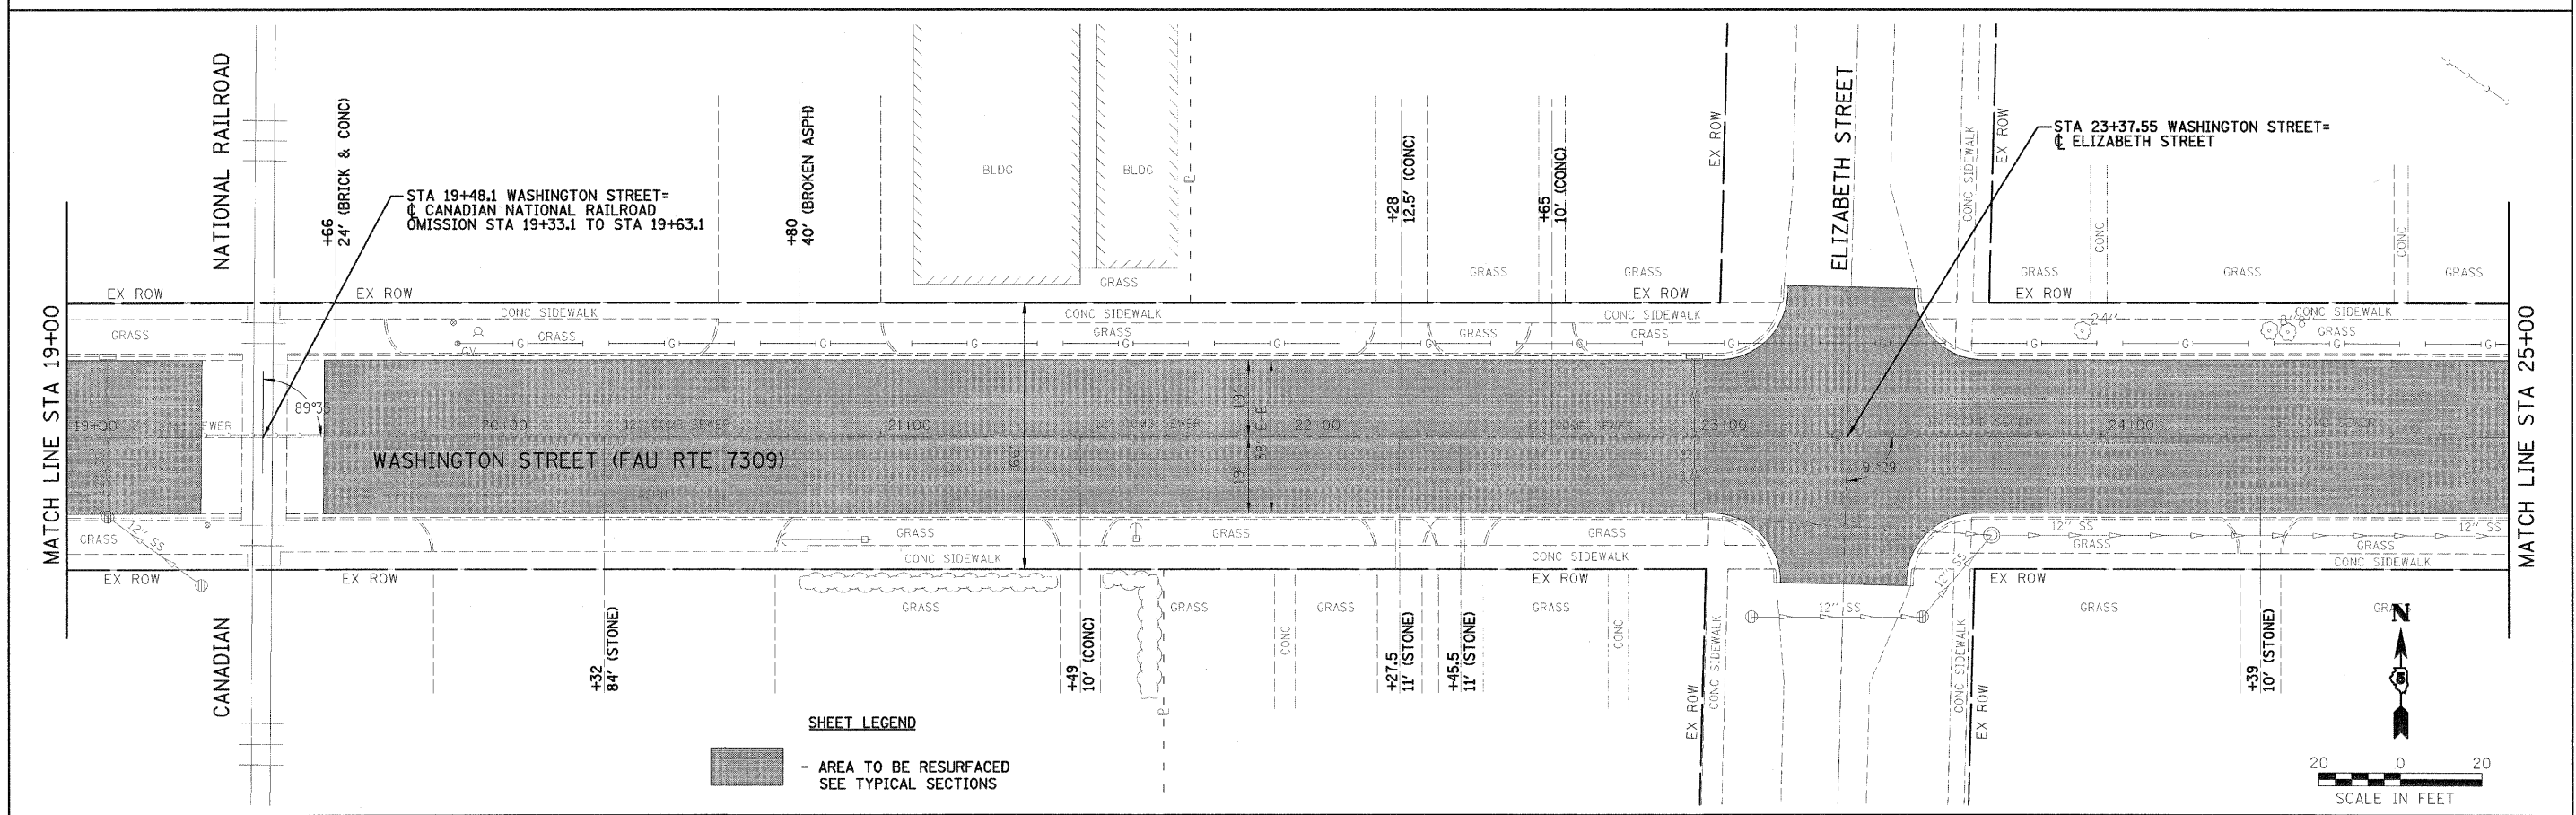 NATIONAL RAILROAD
+66
24' (BRICK & CONC)
STA 19+48.1 WASHINGTON STREET=
℄ CANADIAN NATIONAL RAILROAD
OMISSION STA 19+33.1 TO STA 19+63.1
+80
40' (BROKEN ASPH)
BLDG
BLDG
+28
12.5' (CONC)
+65
10' (CONC)
EX ROW
ELIZABETH STREET
CONC SIDEWALK
EX ROW
STA 23+37.55 WASHINGTON STREET=
℄ ELIZABETH STREET
CONC
CONC
GRASS
GRASS
GRASS
GRASS
GRASS
GRASS
EX ROW
EX ROW
EX ROW
EX ROW
CONC SIDEWALK
CONC SIDEWALK
CONC SIDEWALK
CONC SIDEWALK
GRASS
GRASS
GRASS
GRASS
GRASS
24"
GRASS
GV
G
G
G
G
G
G
G
G
G
G
G
G
MATCH LINE STA 19+00
MATCH LINE STA 25+00
89°35
19+00
20+00
21+00
22+00
23+00
24+00
19'
19'
38' E-E
66'
WASHINGTON STREET (FAU RTE 7309)
ASPH
91°29
GRASS
12" SS
GRASS
GRASS
GRASS
12" SS
12" SS
GRASS
GRASS
CONC SIDEWALK
CONC SIDEWALK
CONC SIDEWALK
EX ROW
EX ROW
EX ROW
EX ROW
12" SS
12" SS
GRASS
GRASS
GRASS
GRASS
GRASS
GRASS
CANADIAN
+32
84' (STONE)
+49
10' (CONC)
CONC
+27.5
11' (STONE)
+45.5
11' (STONE)
CONC
EX ROW
CONC SIDEWALK
CONC SIDEWALK
EX ROW
+39
10' (STONE)
N
SHEET LEGEND
- AREA TO BE RESURFACED
SEE TYPICAL SECTIONS
20 0 20
SCALE IN FEET